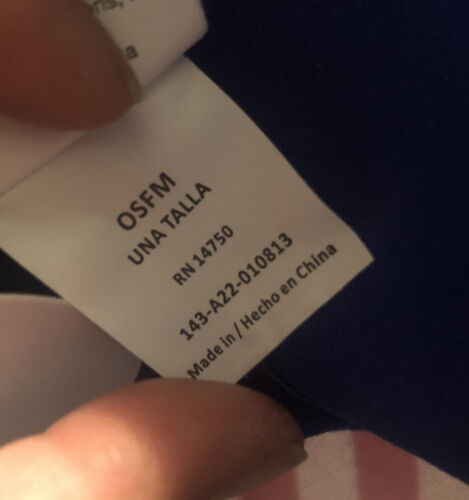 OSFM
UNA TALLA
RN 14750
143-A22-010813
Made in / Hecho en China